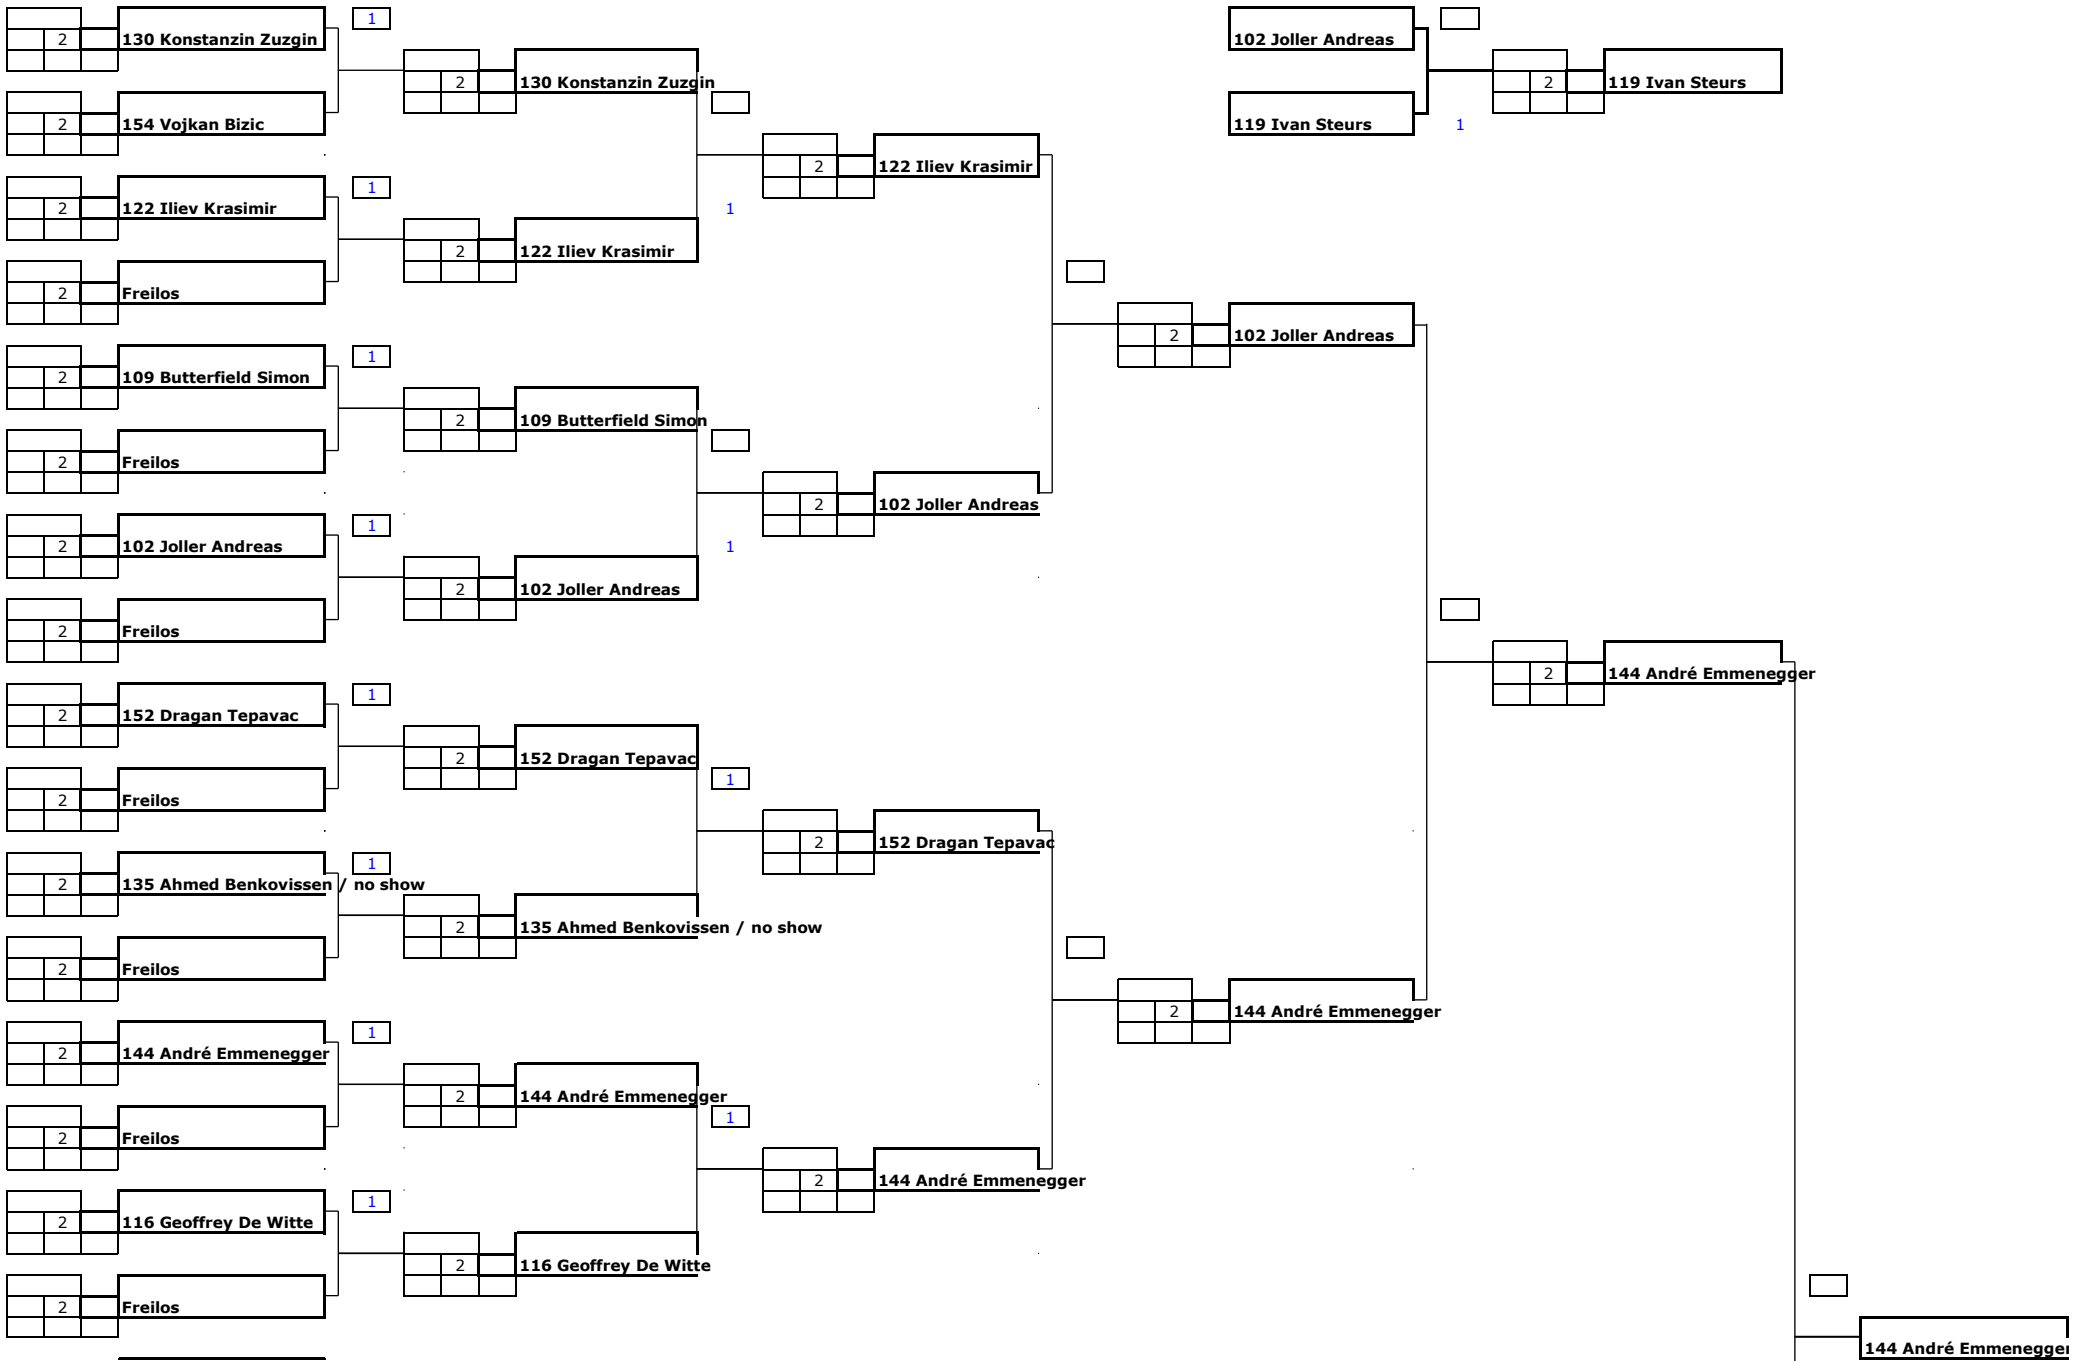 1
102 Joller Andreas
2 130 Konstanzin Zuzgin
2 130 Konstanzin Zuzgin
2 119 Ivan Steurs
2 154 Vojkan Bizic
119 Ivan Steurs 1
2 122 Iliev Krasimir
1
2 122 Iliev Krasimir
1
2 122 Iliev Krasimir
2 Freilos
2 102 Joller Andreas
1
2 109 Butterfield Simon
2 109 Butterfield Simon
2 Freilos
2 102 Joller Andreas
1
2 102 Joller Andreas
1
2 102 Joller Andreas
2 Freilos
2 144 André Emmenegger
1
2 152 Dragan Tepavac
2 152 Dragan Tepavac
1
2 Freilos
2 152 Dragan Tepavac
1
2 135 Ahmed Benkovissen / no show
2 135 Ahmed Benkovissen / no show
2 Freilos
2 144 André Emmenegger
1
2 144 André Emmenegger
2 144 André Emmenegger
1
2 Freilos
2 144 André Emmenegger
1
2 116 Geoffrey De Witte
2 116 Geoffrey De Witte
2 Freilos
144 André Emmenegger